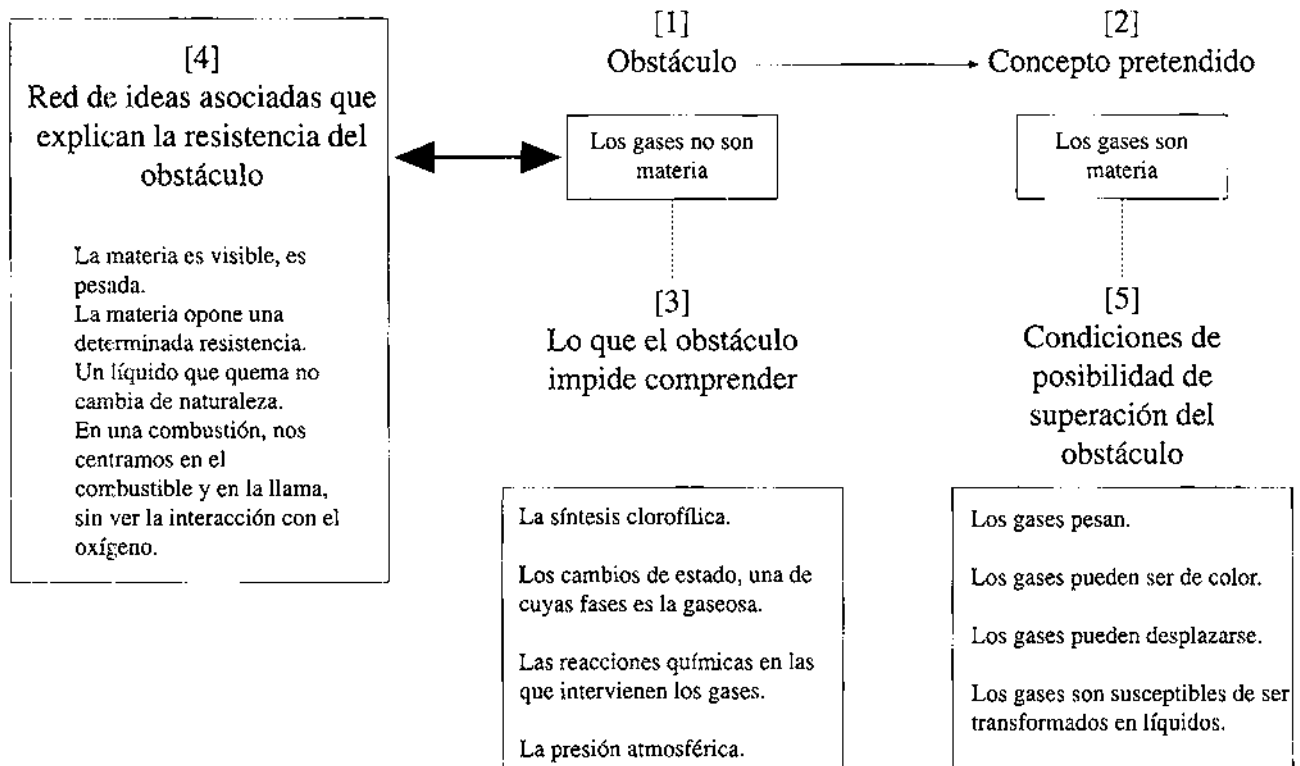 [4]
Red de ideas asociadas que
explican la resistencia del
obstáculo
La materia es visible, es
pesada.
La materia opone una
determinada resistencia.
Un líquido que quema no
cambia de naturaleza.
En una combustión, nos
centramos en el
combustible y en la llama,
sin ver la interacción con el
oxígeno.
[1]
Obstáculo
Los gases no son
materia
[2]
Concepto pretendido
Los gases son
materia
[3]
Lo que el obstáculo
impide comprender
La síntesis clorofílica.
Los cambios de estado, una de
cuyas fases es la gaseosa.
Las reacciones químicas en las
que intervienen los gases.
La presión atmosférica.
[5]
Condiciones de
posibilidad de
superación del
obstáculo
Los gases pesan.
Los gases pueden ser de color.
Los gases pueden desplazarse.
Los gases son susceptibles de ser
transformados en líquidos.